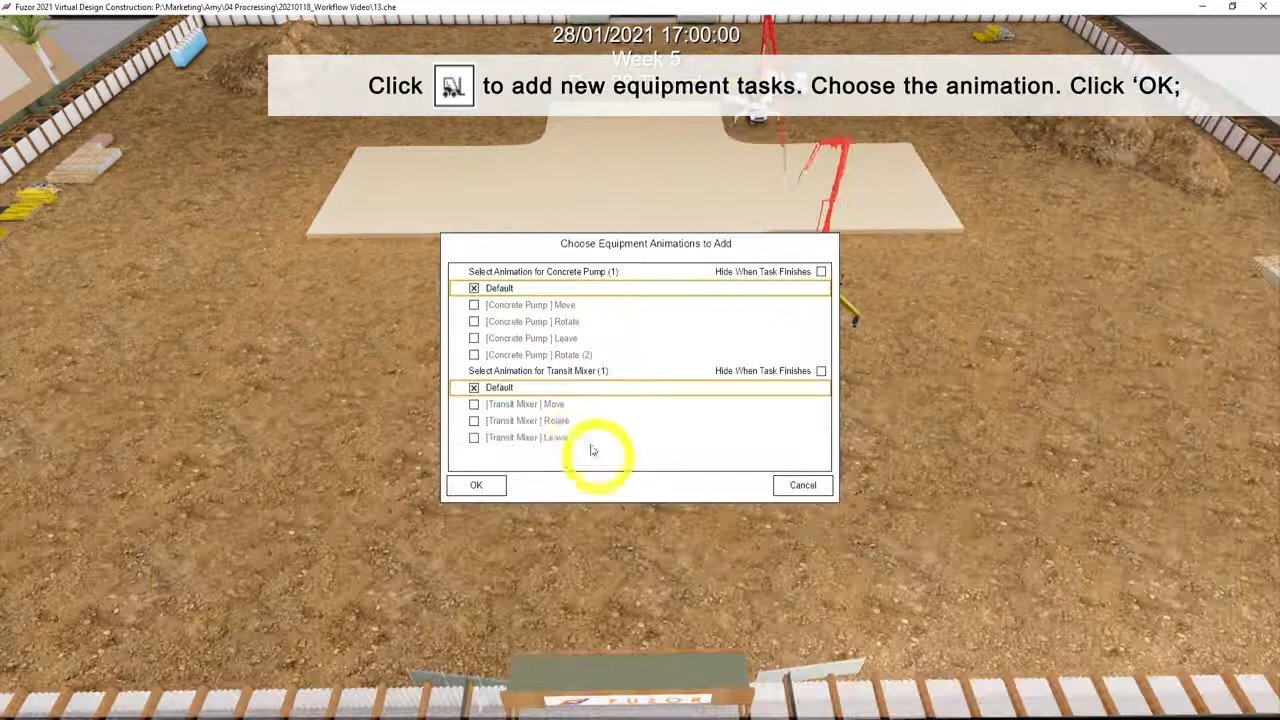 Fuzor 2021 Virtual Design Construction: P:\Marketing\Amy\04 Procressing\20210118_Workflow Video\13.che
28/01/2021 17:00:00
Week 5
Click to add new equipment tasks. Choose the animation. Click ‘OK;
Choose Equipment Animations to Add
Select Animation for Concrete Pump (1) Hide When Task Finishes
Default
[Concrete Pump ] Move
[Concrete Pump ] Rotate
[Concrete Pump ] Leave
[Concrete Pump ] Rotate (2)
Select Animation for Transit Mixer (1) Hide When Task Finishes
Default
[Transit Mixer ] Move
[Transit Mixer ] Rotate
[Transit Mixer ] Leave
OK Cancel
FUZOR